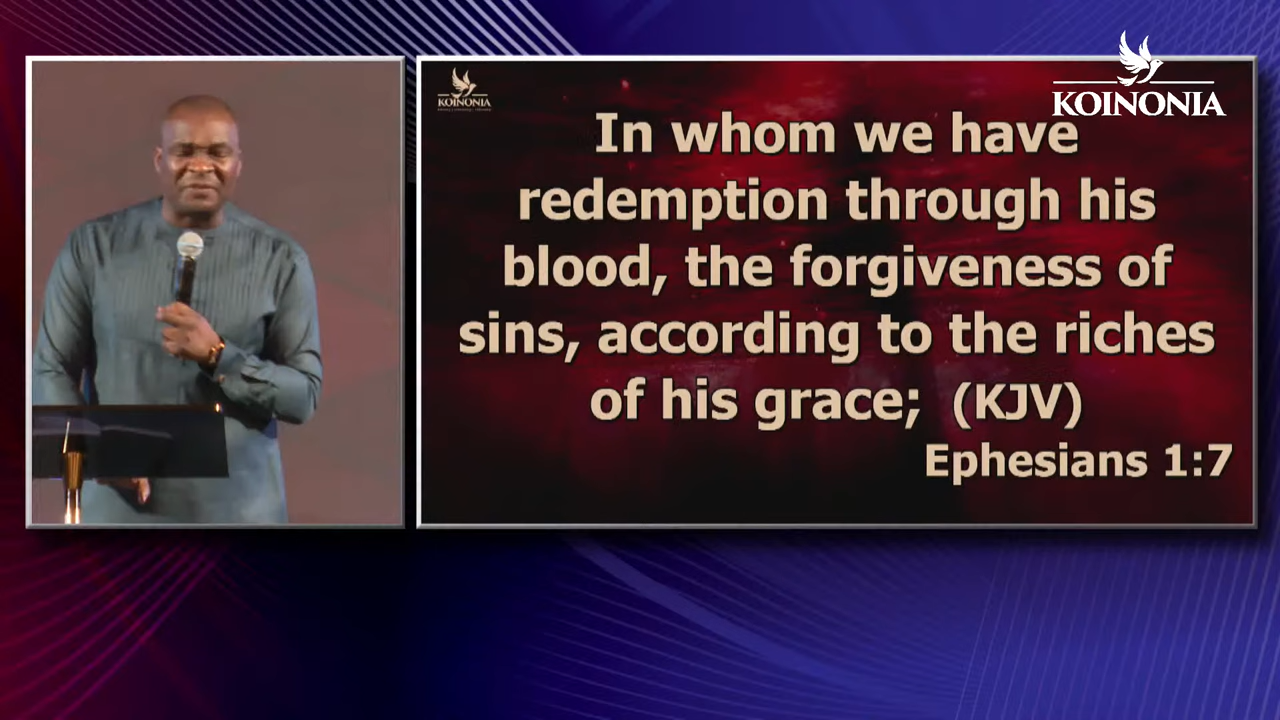 KOINONIA
KOINONIA
In whom we have
redemption through his
blood, the forgiveness of
sins, according to the riches
of his grace; (KJV)
Ephesians 1:7